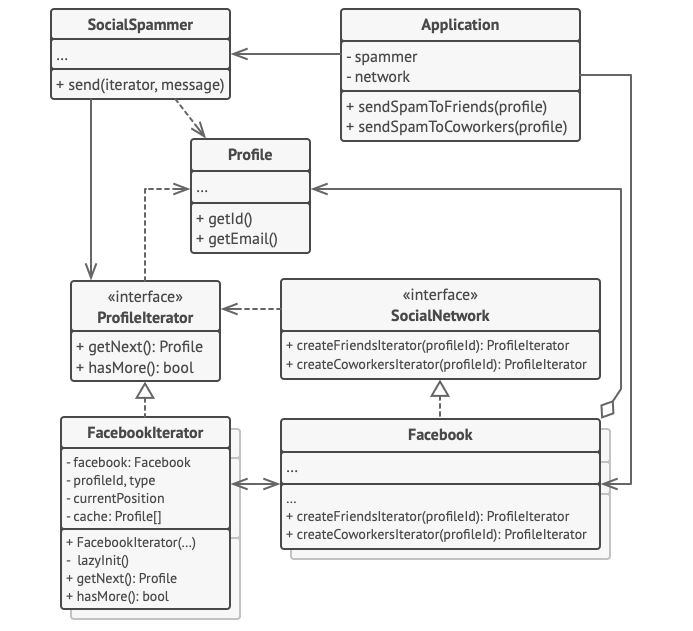 SocialSpammer
...
+ send(iterator, message)
Application
- spammer
- network
+ sendSpamToFriends(profile)
+ sendSpamToCoworkers(profile)
Profile
...
+ getId()
+ getEmail()
«interface»
ProfileIterator
+ getNext(): Profile
+ hasMore(): bool
«interface»
SocialNetwork
+ createFriendsIterator(profileId): ProfileIterator
+ createCoworkersIterator(profileId): ProfileIterator
FacebookIterator
- facebook: Facebook
- profileId, type
- currentPosition
- cache: Profile[]
+ FacebookIterator(...)
- lazyInit()
+ getNext(): Profile
+ hasMore(): bool
Facebook
...
...
+ createFriendsIterator(profileId): ProfileIterator
+ createCoworkersIterator(profileId): ProfileIterator